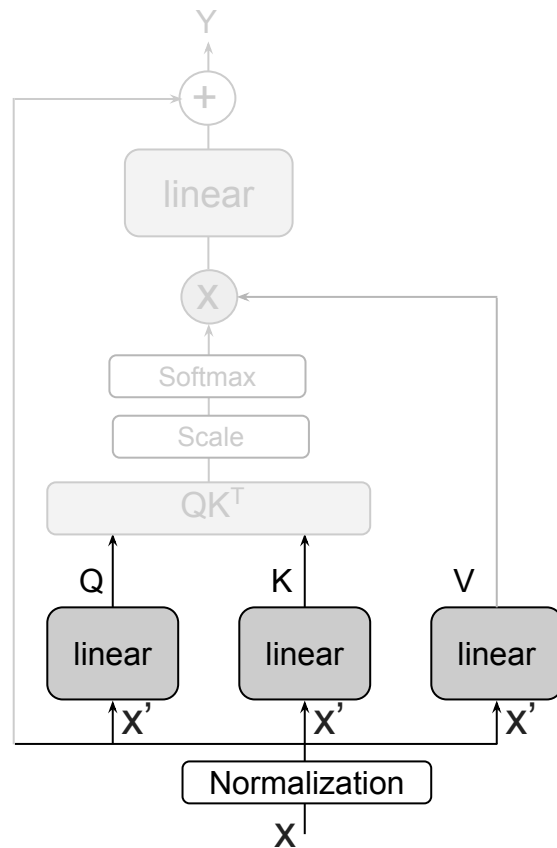 Y
+
linear
x
Softmax
Scale
QKᵀ
Q K V
linear linear linear
X’ X’ X’
Normalization
X